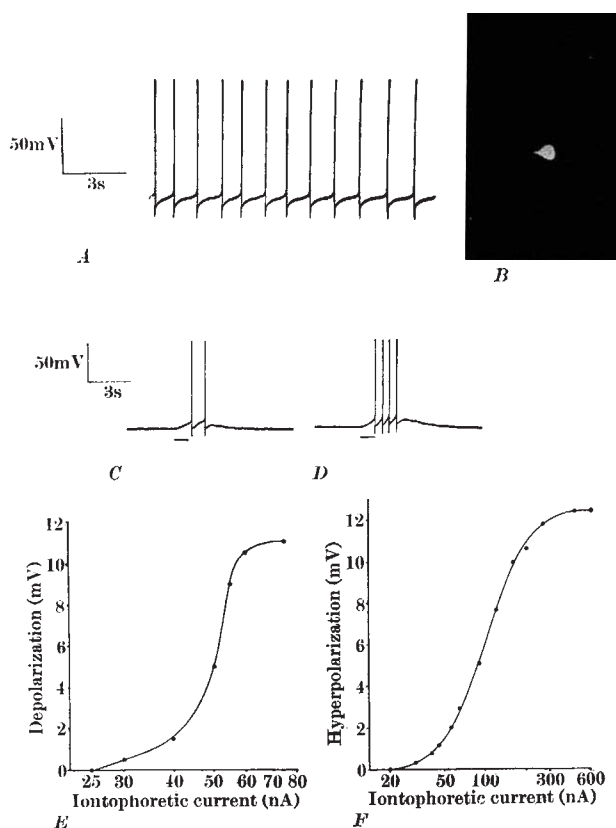 50mV
3s
A
B
50mV
3s
C
D
12
10
8
6
4
2
0
Depolarization (mV)
25 30 40 50 60 70 80
Iontophoretic current (nA)
E
12
10
8
6
4
2
0
Hyperpolarization (mV)
20 50 100 300 600
Iontophoretic current (nA)
F